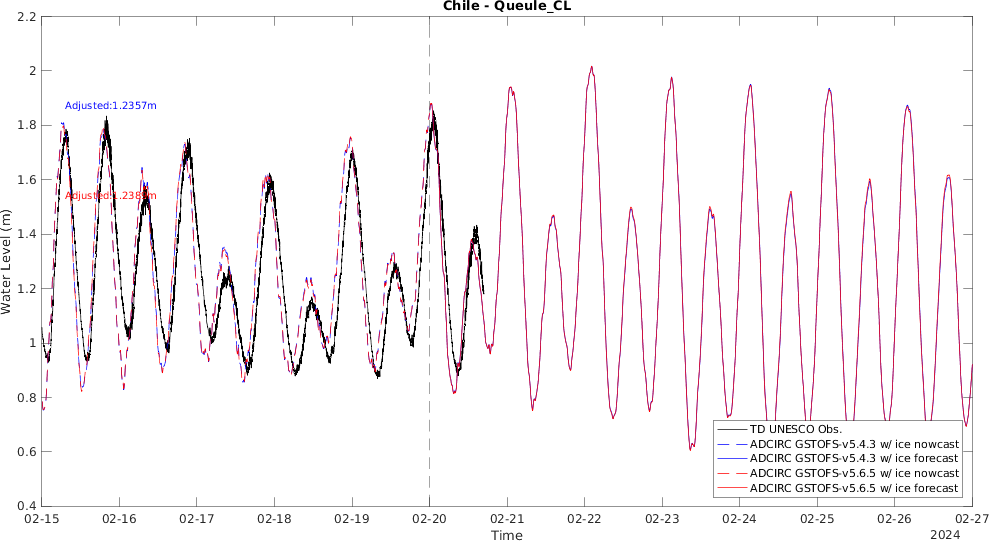 Chile - Queule_CL
Water Level (m)
2.2
2
1.8
1.6
1.4
1.2
1
0.8
0.6
0.4
Adjusted:1.2357m
TD UNESCO Obs.
ADCIRC GSTOFS-v5.4.3 w/ ice nowcast
ADCIRC GSTOFS-v5.4.3 w/ ice forecast
ADCIRC GSTOFS-v5.6.5 w/ ice nowcast
ADCIRC GSTOFS-v5.6.5 w/ ice forecast
02-15 02-16 02-17 02-18 02-19 02-20 02-21 02-22 02-23 02-24 02-25 02-26 02-27
Time
2024